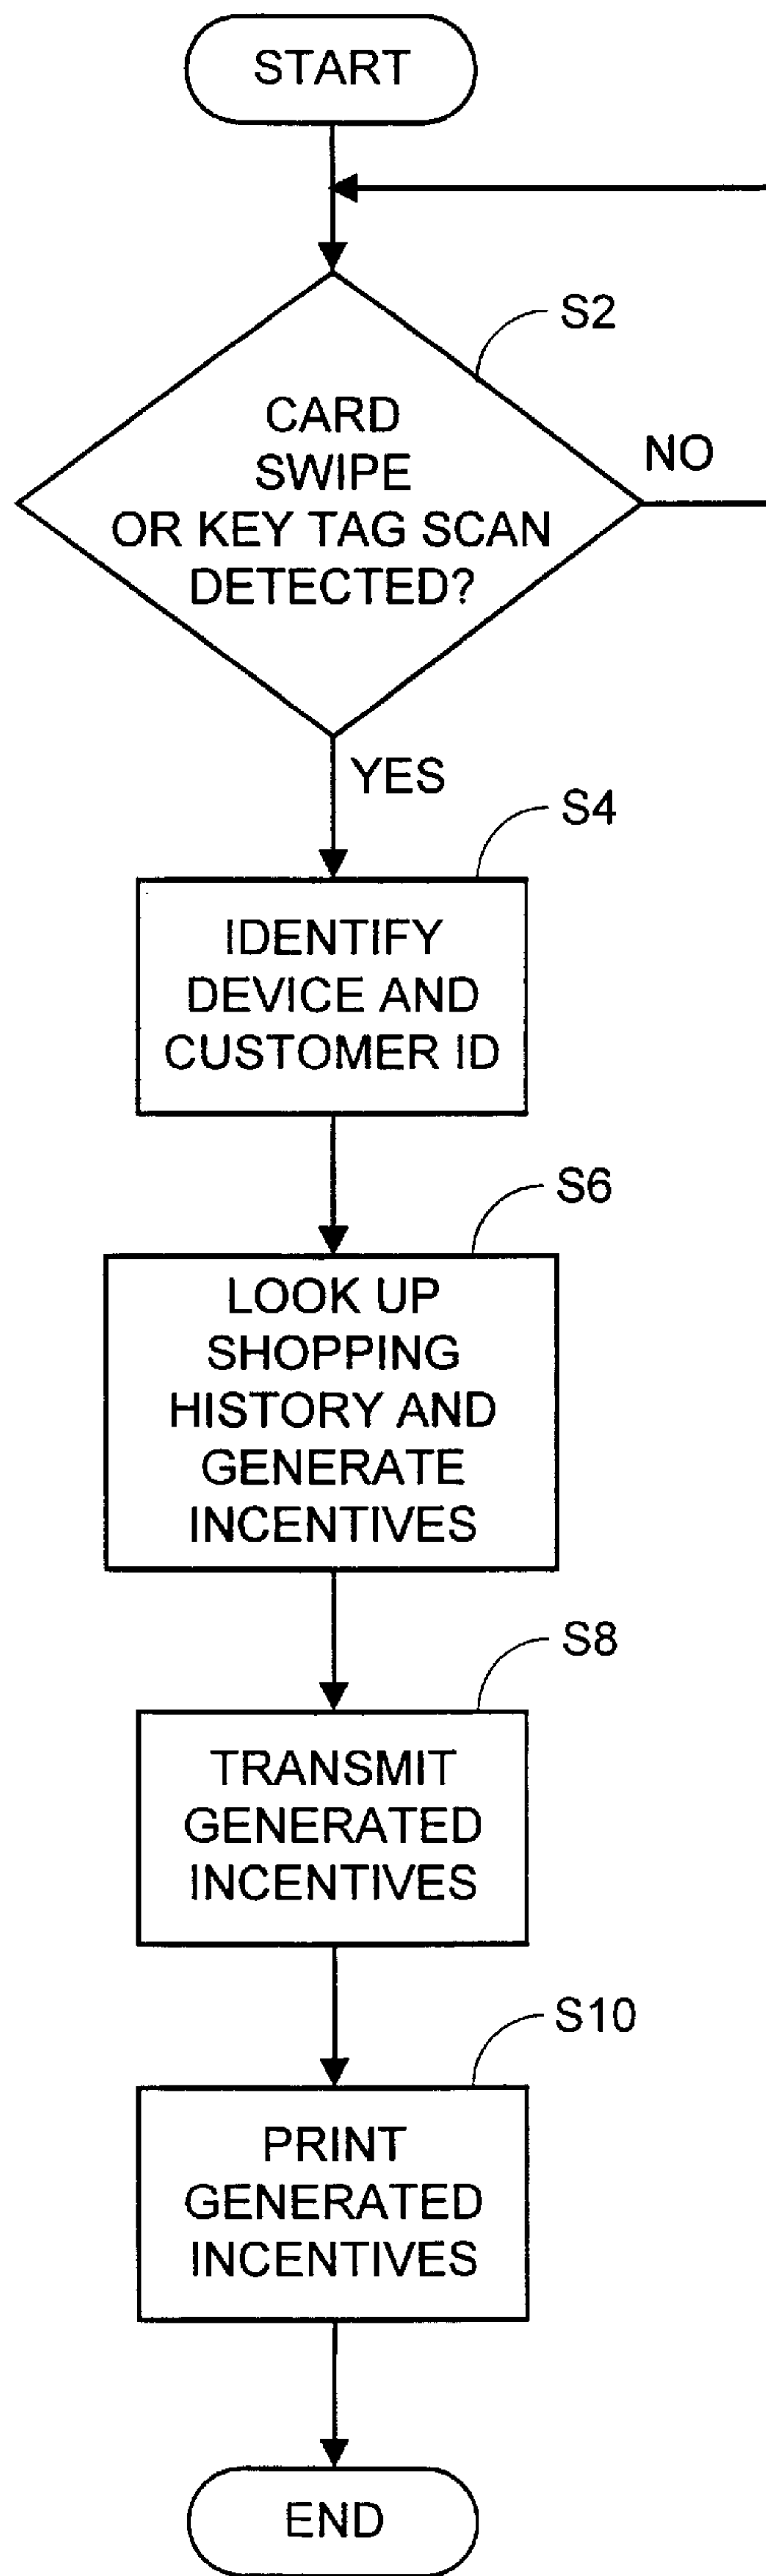 START
S2
CARD
SWIPE
OR KEY TAG SCAN
DETECTED?
NO
YES
S4
IDENTIFY
DEVICE AND
CUSTOMER ID
S6
LOOK UP
SHOPPING
HISTORY AND
GENERATE
INCENTIVES
S8
TRANSMIT
GENERATED
INCENTIVES
S10
PRINT
GENERATED
INCENTIVES
END